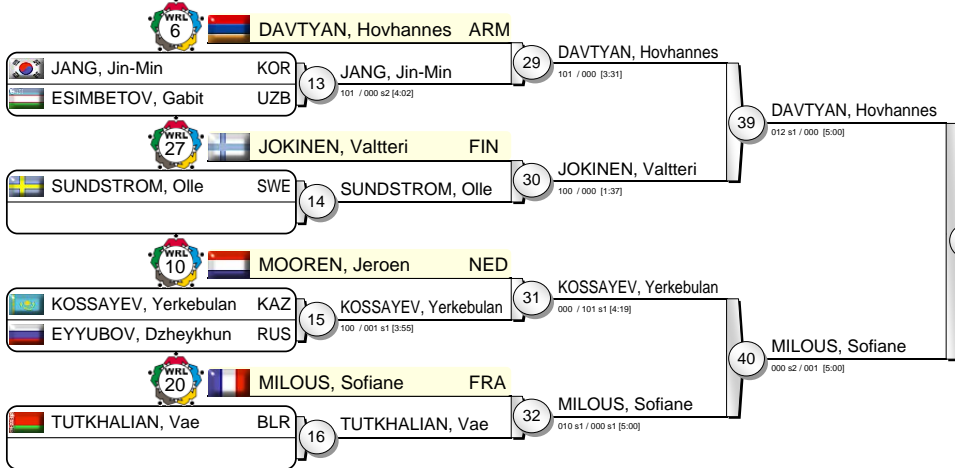 WRL
6
DAVTYAN, Hovhannes ARM
JANG, Jin-Min KOR
ESIMBETOV, Gabit UZB
13
JANG, Jin-Min
101 / 000 s2 [4:02]
29
DAVTYAN, Hovhannes
101 / 000 [3:31]
WRL
27
JOKINEN, Valtteri FIN
SUNDSTROM, Olle SWE
14
SUNDSTROM, Olle
30
JOKINEN, Valtteri
100 / 000 [1:37]
39
DAVTYAN, Hovhannes
012 s1 / 000 [5:00]
WRL
10
MOOREN, Jeroen NED
KOSSAYEV, Yerkebulan KAZ
EYYUBOV, Dzheykhun RUS
15
KOSSAYEV, Yerkebulan
100 / 001 s1 [3:55]
31
KOSSAYEV, Yerkebulan
000 / 101 s1 [4:19]
WRL
20
MILOUS, Sofiane FRA
TUTKHALIAN, Vae BLR
16
TUTKHALIAN, Vae
32
MILOUS, Sofiane
010 s1 / 000 s1 [5:00]
40
MILOUS, Sofiane
000 s2 / 001 [5:00]